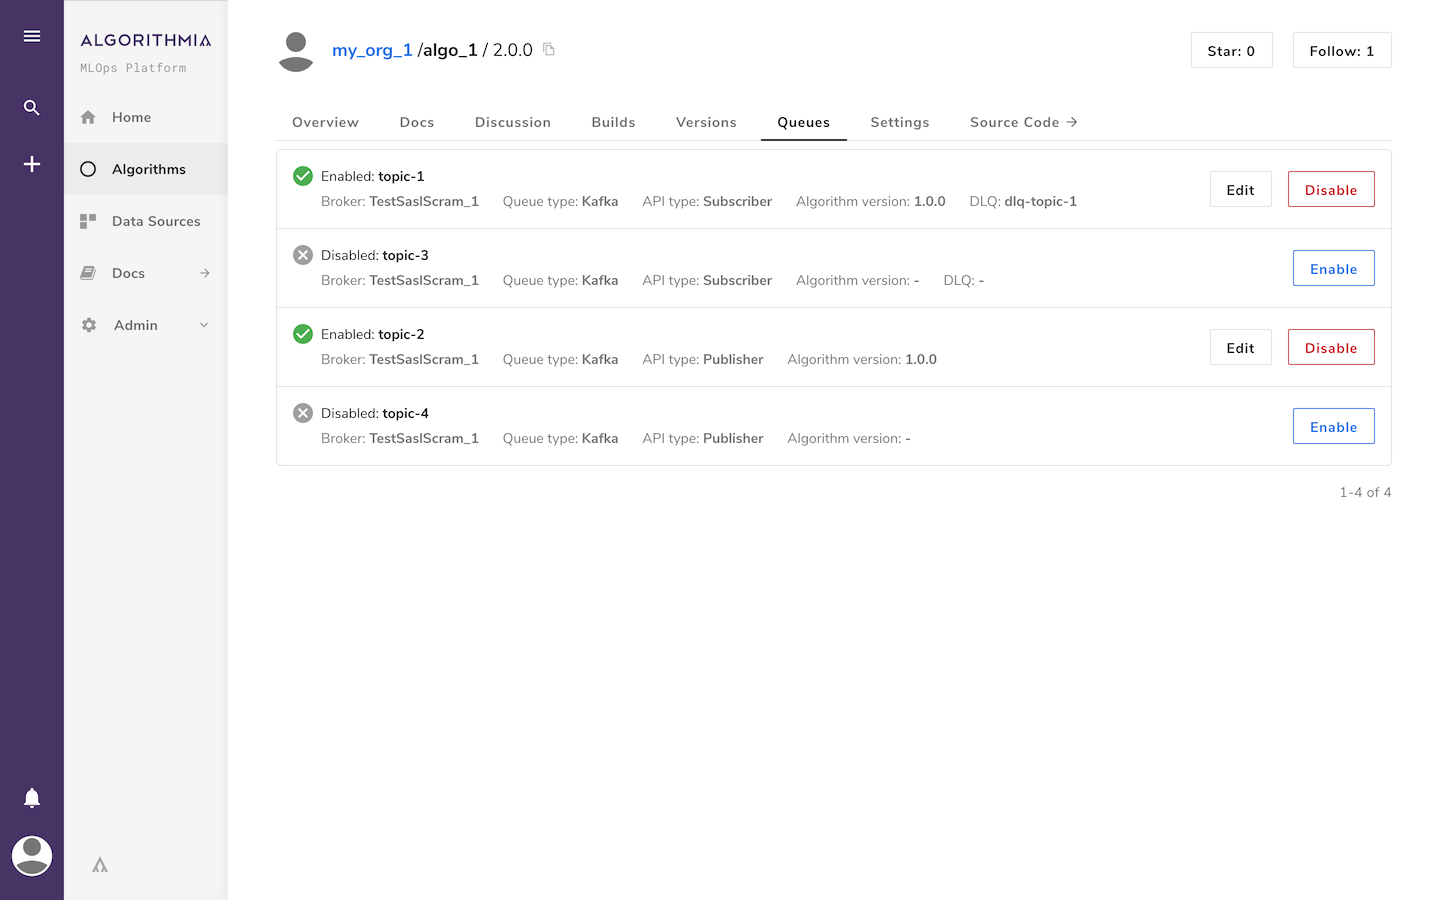 ALGORITHMIA
MLOps Platform
Home
Algorithms
Data Sources
Docs
Admin
my_org_1 /algo_1 / 2.0.0
Star: 0
Follow: 1
Overview
Docs
Discussion
Builds
Versions
Queues
Settings
Source Code
Enabled: topic-1
Broker: TestSaslScram_1 Queue type: Kafka API type: Subscriber Algorithm version: 1.0.0 DLQ: dlq-topic-1
Edit
Disable
Disabled: topic-3
Broker: TestSaslScram_1 Queue type: Kafka API type: Subscriber Algorithm version: - DLQ: -
Enable
Enabled: topic-2
Broker: TestSaslScram_1 Queue type: Kafka API type: Publisher Algorithm version: 1.0.0
Edit
Disable
Disabled: topic-4
Broker: TestSaslScram_1 Queue type: Kafka API type: Publisher Algorithm version: -
Enable
1-4 of 4